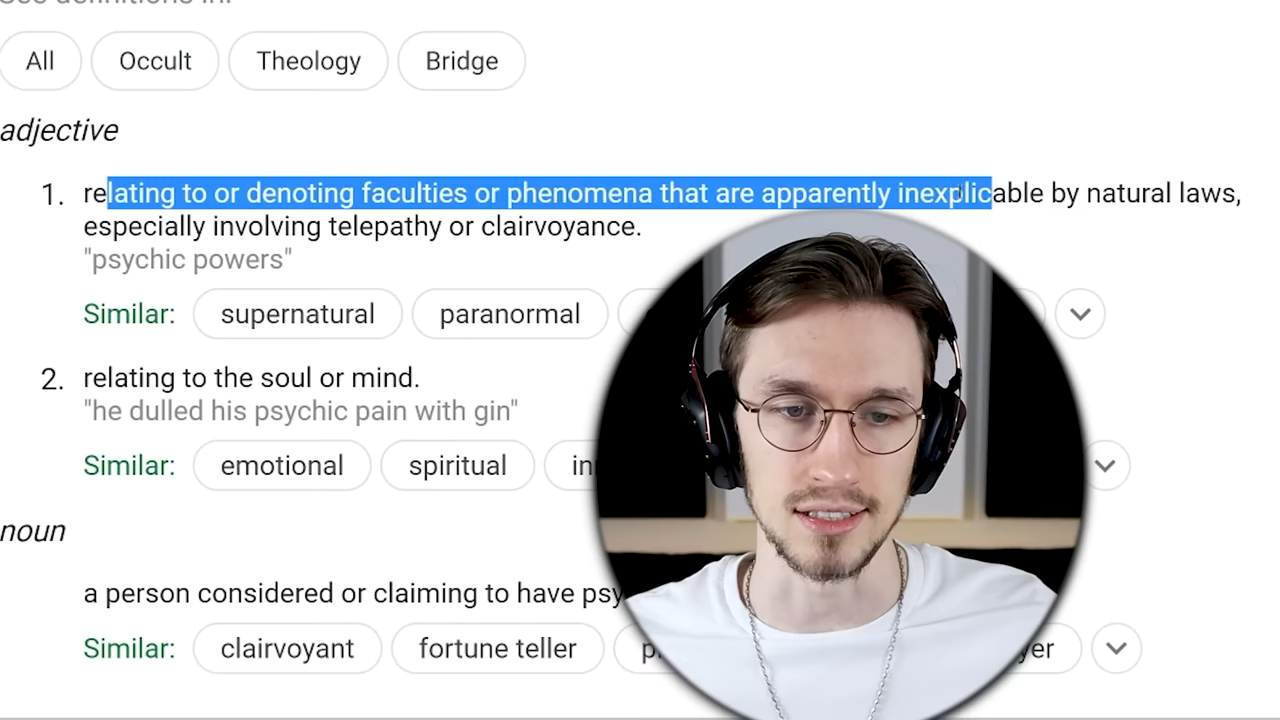 All Occult Theology Bridge
adjective
1. relating to or denoting faculties or phenomena that are apparently inexplicable by natural laws,
especially involving telepathy or clairvoyance.
"psychic powers"
Similar: supernatural paranormal
2. relating to the soul or mind.
"he dulled his psychic pain with gin"
Similar: emotional spiritual
noun
a person considered or claiming to have
Similar: clairvoyant fortune teller